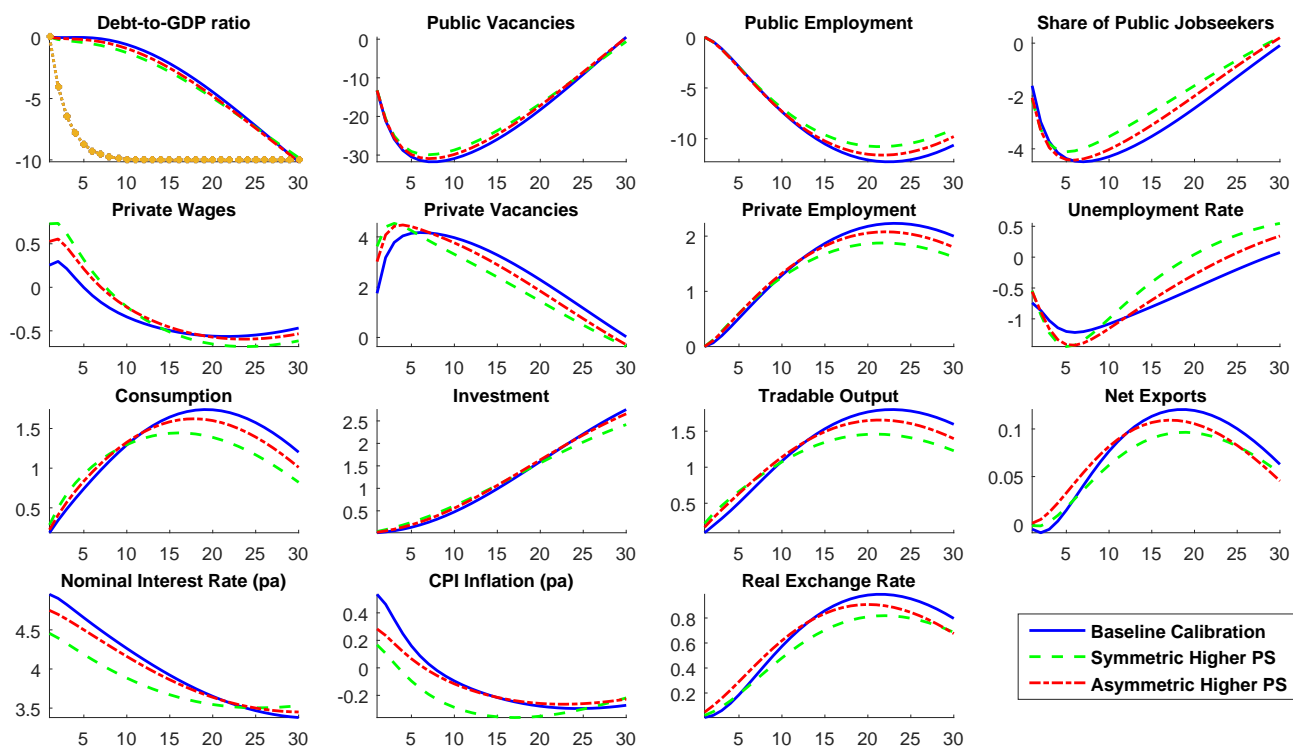 Debt-to-GDP ratio
0
-5
-10
5 10 15 20 25 30
Public Vacancies
0
-10
-20
-30
5 10 15 20 25 30
Public Employment
0
-5
-10
5 10 15 20 25 30
Share of Public Jobseekers
0
-2
-4
5 10 15 20 25 30
Private Wages
0.5
0
-0.5
5 10 15 20 25 30
Private Vacancies
4
2
0
5 10 15 20 25 30
Private Employment
2
1
0
5 10 15 20 25 30
Unemployment Rate
0.5
0
-0.5
-1
5 10 15 20 25 30
Consumption
1.5
1
0.5
5 10 15 20 25 30
Investment
2.5
2
1.5
1
0.5
5 10 15 20 25 30
Tradable Output
1.5
1
0.5
5 10 15 20 25 30
Net Exports
0.1
0.05
0
5 10 15 20 25 30
Nominal Interest Rate (pa)
4.5
4
3.5
5 10 15 20 25 30
CPI Inflation (pa)
0.4
0.2
0
-0.2
5 10 15 20 25 30
Real Exchange Rate
0.8
0.6
0.4
0.2
5 10 15 20 25 30
Baseline Calibration
Symmetric Higher PS
Asymmetric Higher PS